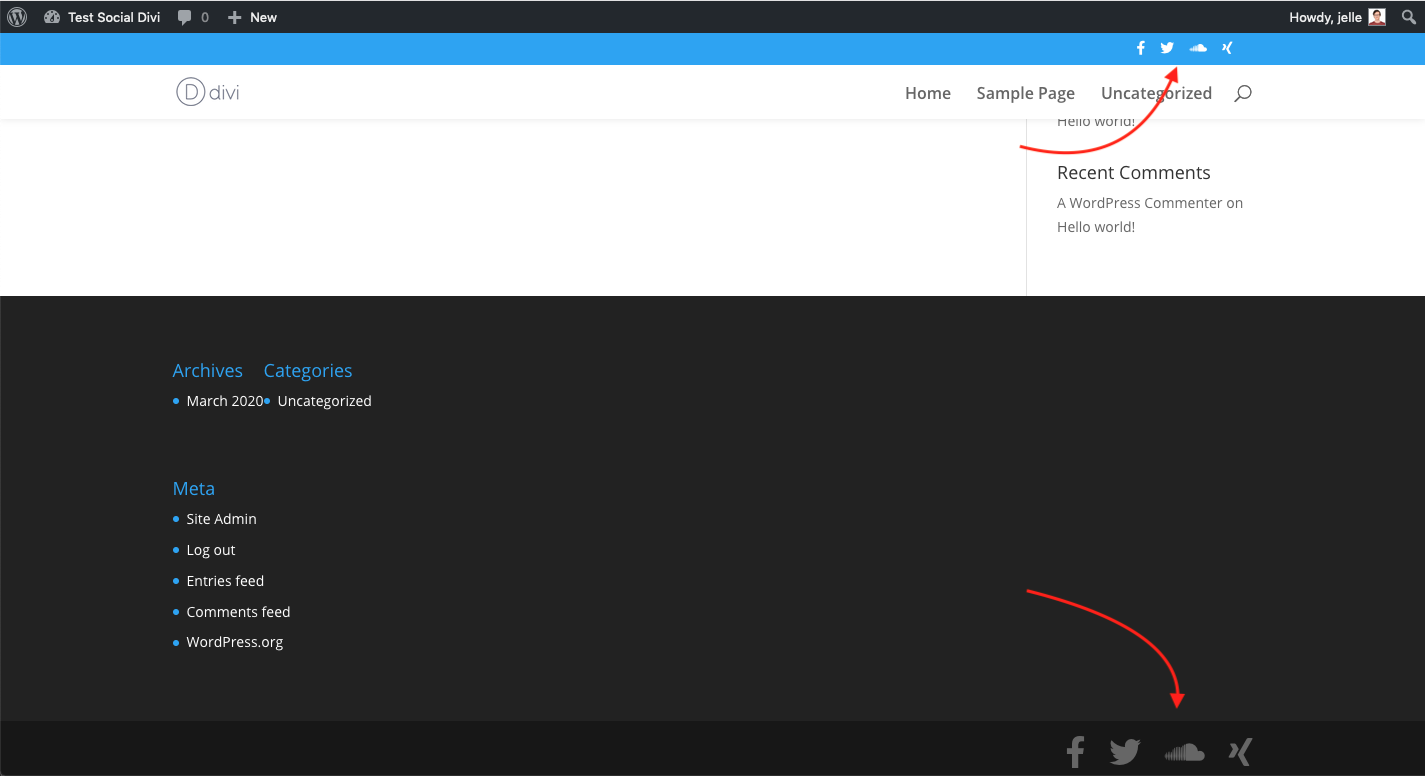 Test Social Divi 0 New Howdy, jelle
D divi Home Sample Page Uncategorized
Hello world!
Recent Comments
A WordPress Commenter on
Hello world!
Archives Categories
March 2020 Uncategorized
Meta
Site Admin
Log out
Entries feed
Comments feed
WordPress.org